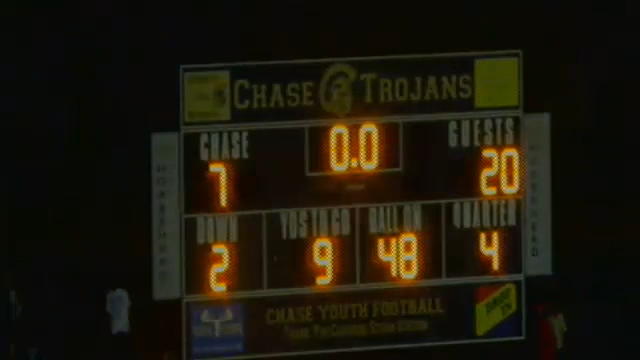 CHASE TROJANS
CHASE 0.0 GUESTS
7 20
DOWN YDS TO GO BALL ON QUARTER
2 9 48 4
CHASE YOUTH FOOTBALL